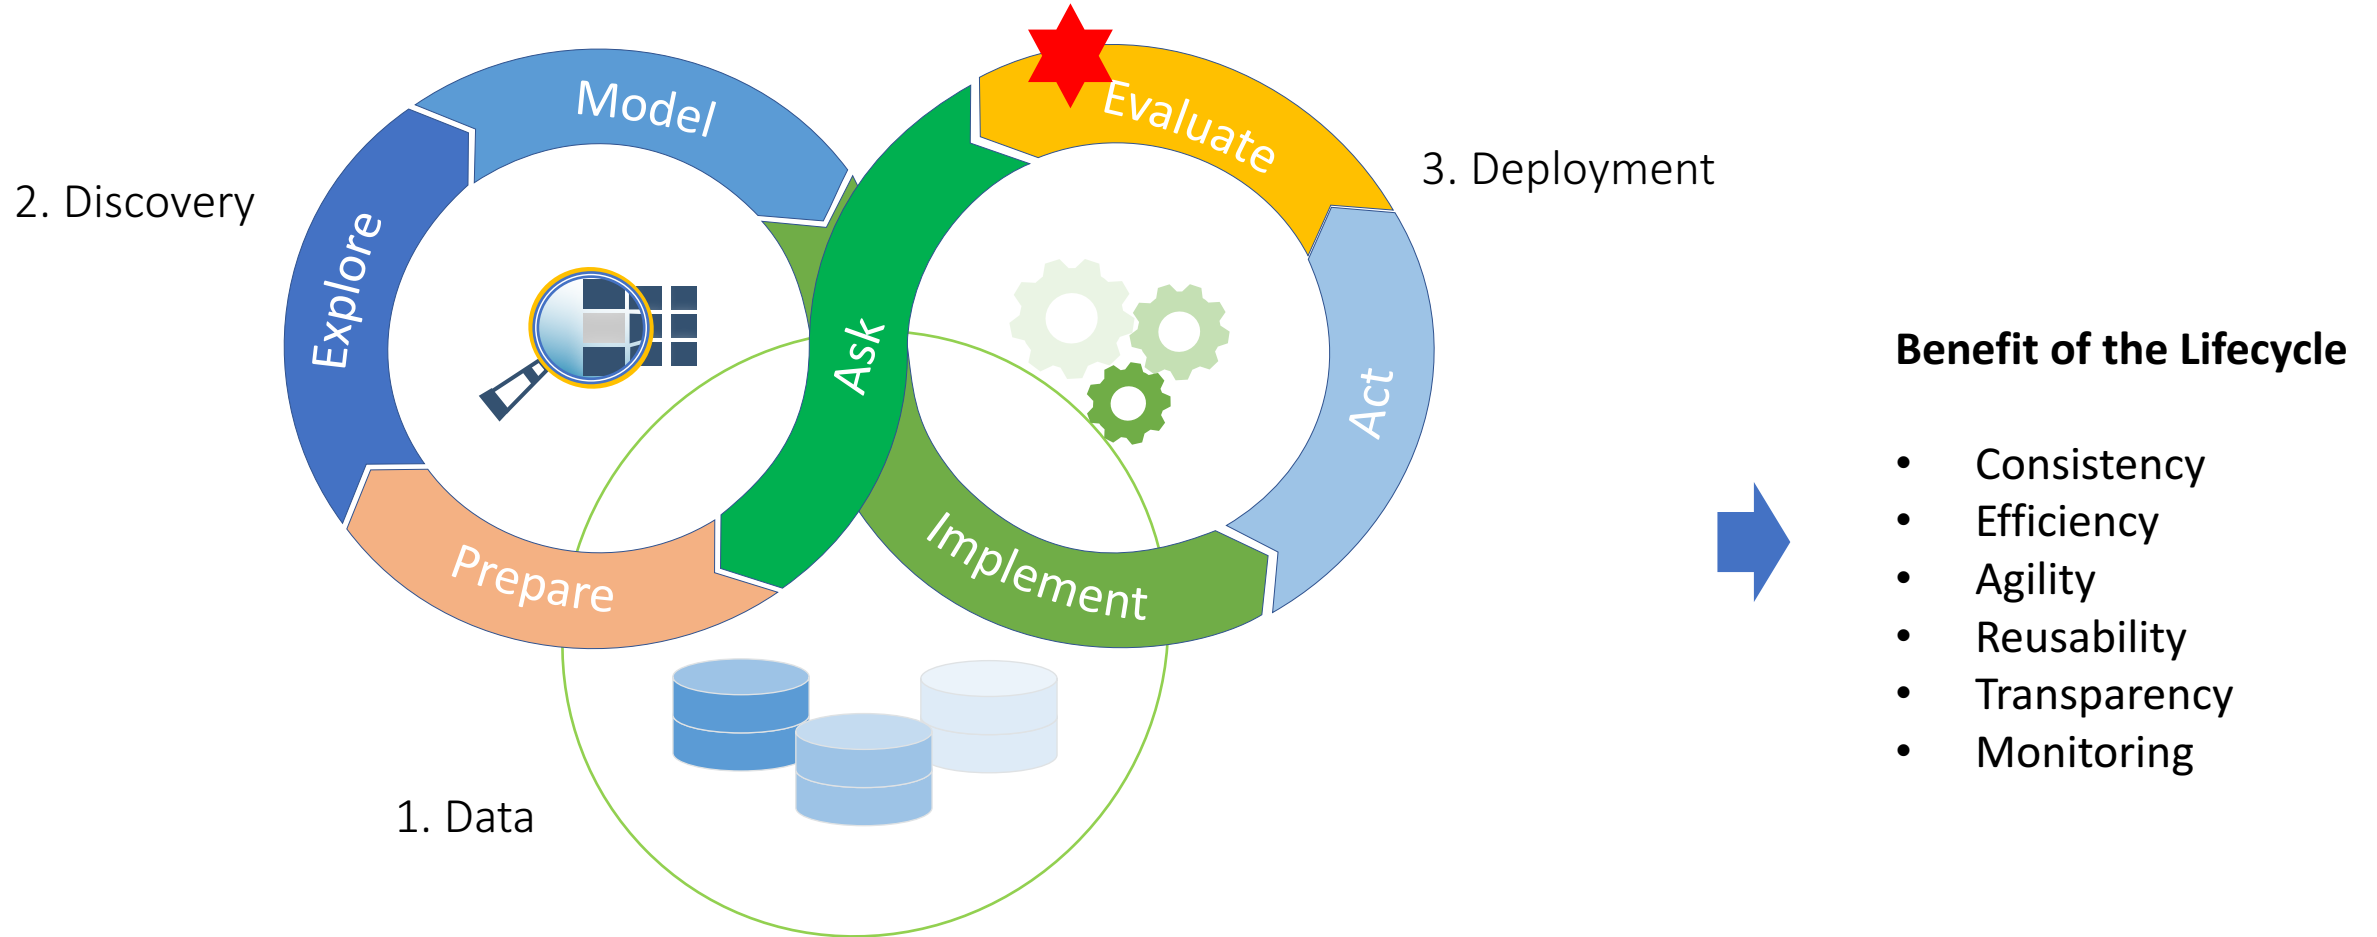 Model
Evaluate
3. Deployment
2. Discovery
Explore
Ask
Act
Prepare
Implement
1. Data
Benefit of the Lifecycle
• Consistency
• Efficiency
• Agility
• Reusability
• Transparency
• Monitoring